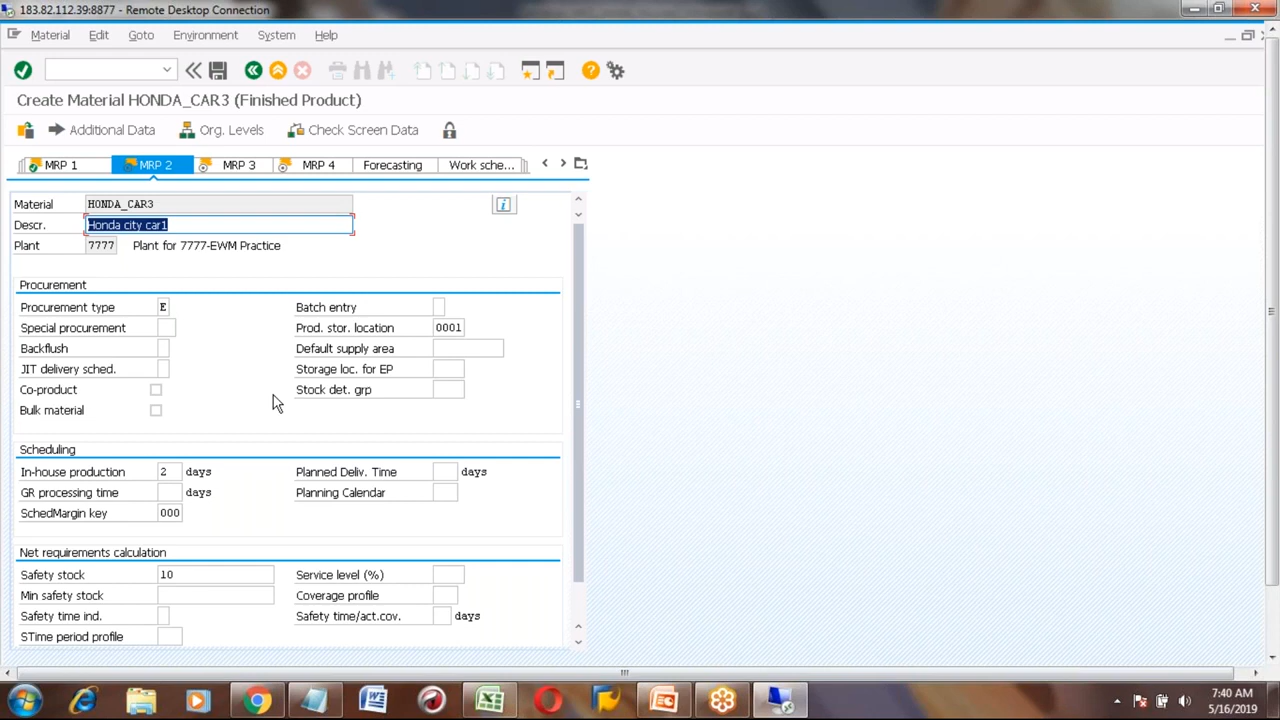 183.82.112.39:8877 - Remote Desktop Connection
Material Edit Goto Environment System Help
Create Material HONDA_CAR3 (Finished Product)
Additional Data Org. Levels Check Screen Data
MRP 1 MRP 2 MRP 3 MRP 4 Forecasting Work sche...
Material HONDA_CAR3
Descr. Honda city car1
Plant 7777 Plant for 7777-EWM Practice
Procurement
Procurement type E Batch entry
Special procurement Prod. stor. location 0001
Backflush Default supply area
JIT delivery sched. Storage loc. for EP
Co-product Stock det. grp
Bulk material
Scheduling
In-house production 2 days Planned Deliv. Time days
GR processing time days Planning Calendar
SchedMargin key 000
Net requirements calculation
Safety stock 10 Service level (%)
Min safety stock Coverage profile
Safety time ind. Safety time/act.cov. days
STime period profile
7:40 AM
5/16/2019